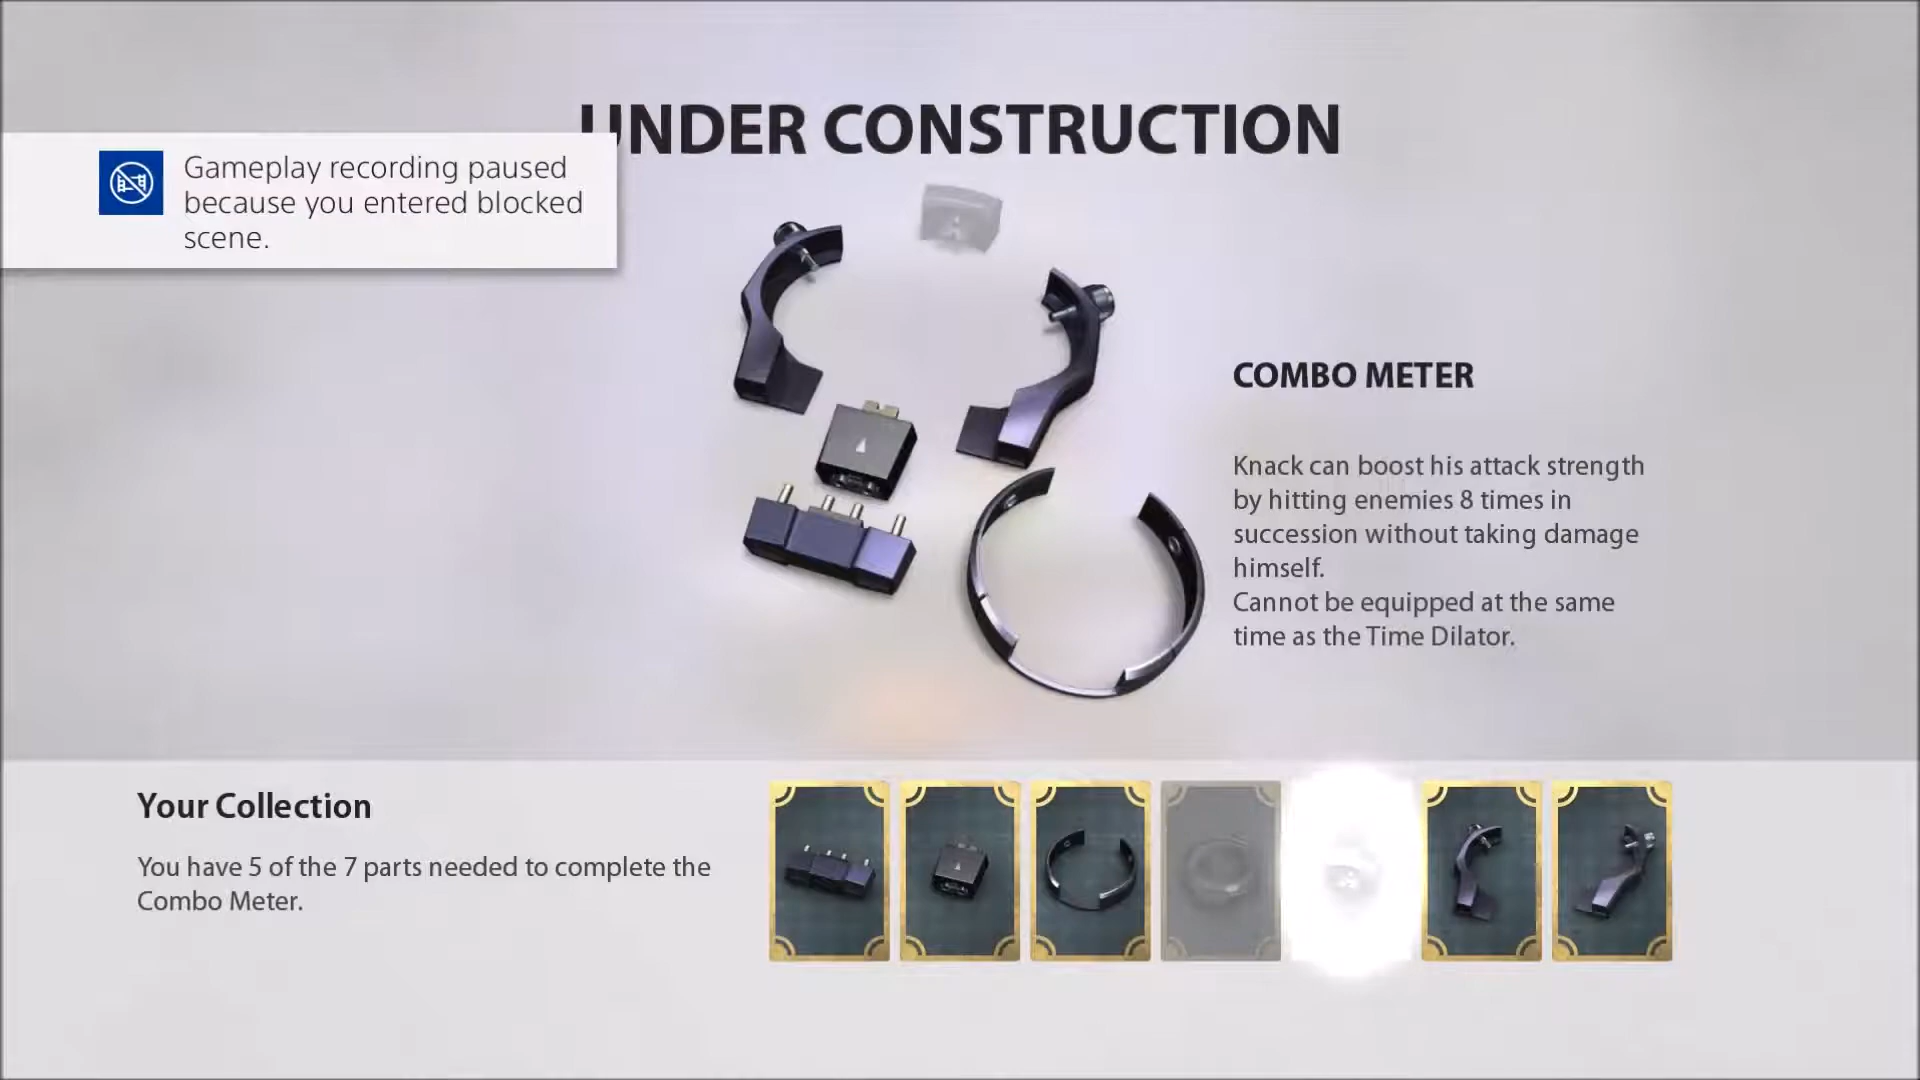 UNDER CONSTRUCTION
Gameplay recording paused
because you entered blocked
scene.
COMBO METER
Knack can boost his attack strength
by hitting enemies 8 times in
succession without taking damage
himself.
Cannot be equipped at the same
time as the Time Dilator.
Your Collection
You have 5 of the 7 parts needed to complete the
Combo Meter.